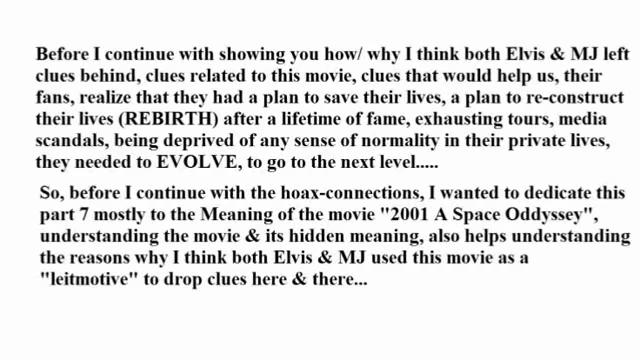 Before I continue with showing you how/ why I think both Elvis & MJ left
clues behind, clues related to this movie, clues that would help us, their
fans, realize that they had a plan to save their lives, a plan to re-construct
their lives (REBIRTH) after a lifetime of fame, exhausting tours, media
scandals, being deprived of any sense of normality in their private lives,
they needed to EVOLVE, to go to the next level.....
So, before I continue with the hoax-connections, I wanted to dedicate this
part 7 mostly to the Meaning of the movie "2001 A Space Oddyssey",
understanding the movie & its hidden meaning, also helps understanding
the reasons why I think both Elvis & MJ used this movie as a
"leitmotive" to drop clues here & there...